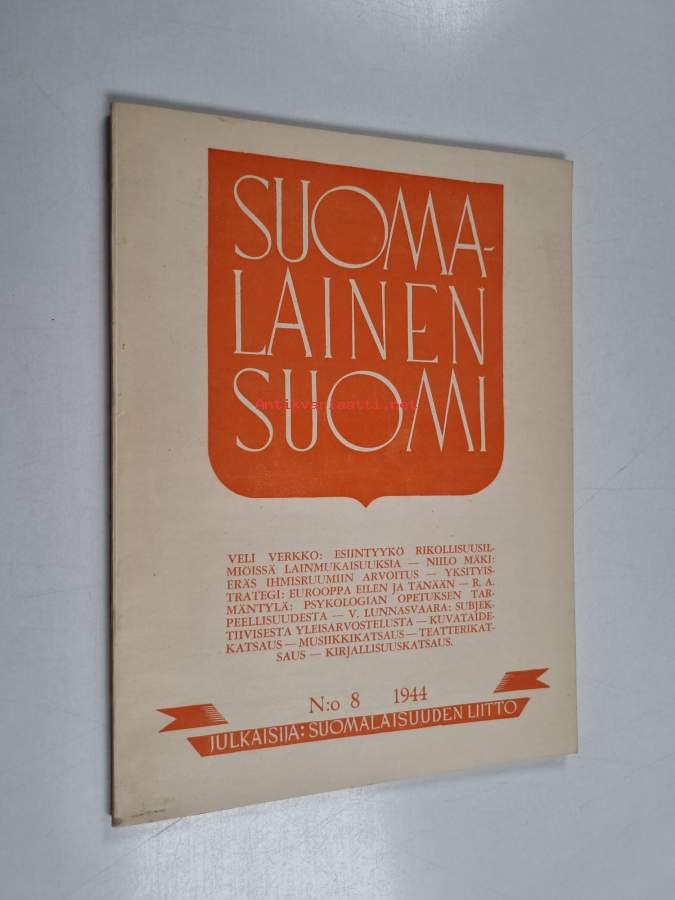 SUOMA-
LAINEN
SUOMI
Antikvariaatti.net
VELI VERKKO: ESIINTYYKÖ RIKOLLISUUSIL-
MIÖISSÄ LAINMUKAISUUKSIA — NIILO MÄKI:
ERÄS IHMISRUUMIIN ARVOITUS — YKSITYIS-
TRATEGI: EUROOPPA EILEN JA TÄNÄÄN — R. A.
MÄNTYLÄ: PSYKOLOGIAN OPETUKSEN TAR-
PEELLISUUDESTA — V. LUNNASVAARA: SUBJEK-
TIIVISESTA YLEISARVOSTELUSTA — KUVATAIDE-
KATSAUS — MUSIIKKIKATSAUS — TEATTERIKAT-
SAUS — KIRJALLISUUSKATSAUS.
N:o 8 1944
JULKAISIJA: SUOMALAISUUDEN LIITTO